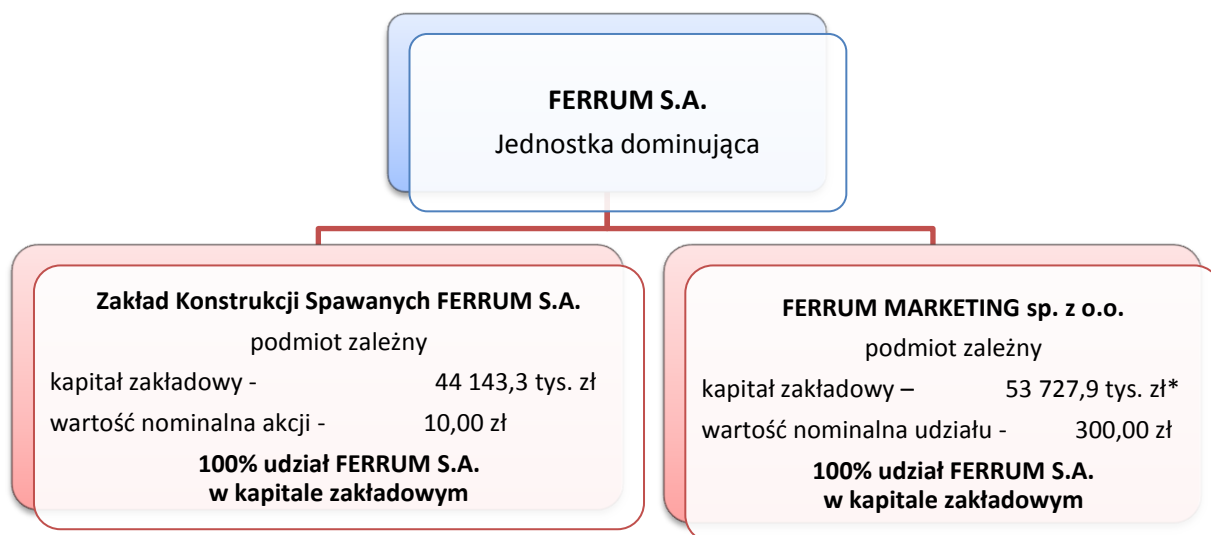 FERRUM S.A.
Jednostka dominująca
Zakład Konstrukcji Spawanych FERRUM S.A.
podmiot zależny
kapitał zakładowy - 44 143,3 tys. zł
wartość nominalna akcji - 10,00 zł
100% udział FERRUM S.A.
w kapitale zakładowym
FERRUM MARKETING sp. z o.o.
podmiot zależny
kapitał zakładowy – 53 727,9 tys. zł*
wartość nominalna udziału - 300,00 zł
100% udział FERRUM S.A.
w kapitale zakładowym